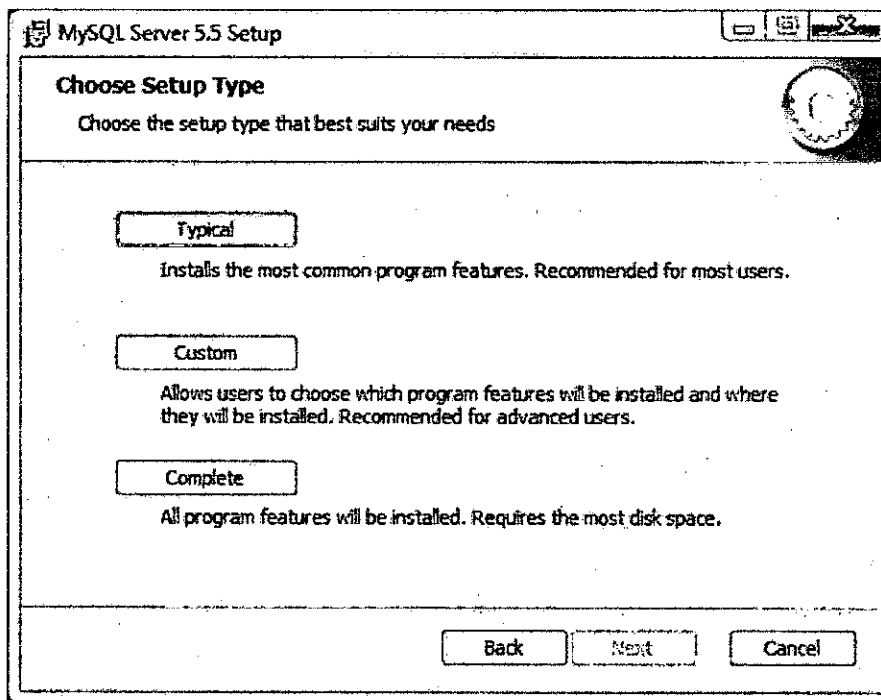 MySQL Server 5.5 Setup
Choose Setup Type
Choose the setup type that best suits your needs
Typical
Installs the most common program features. Recommended for most users.
Custom
Allows users to choose which program features will be installed and where
they will be installed. Recommended for advanced users.
Complete
All program features will be installed. Requires the most disk space.
Back
Next
Cancel